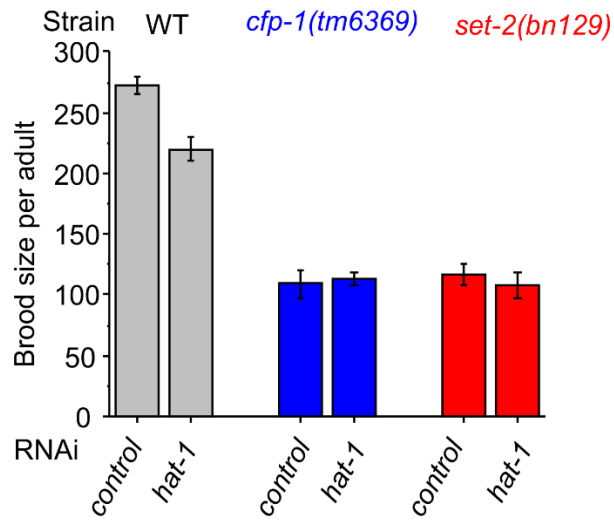 Strain WT cfp-1(tm6369) set-2(bn129)
Brood size per adult
300
250
200
150
100
50
0
RNAi control hat-1 control hat-1 control hat-1